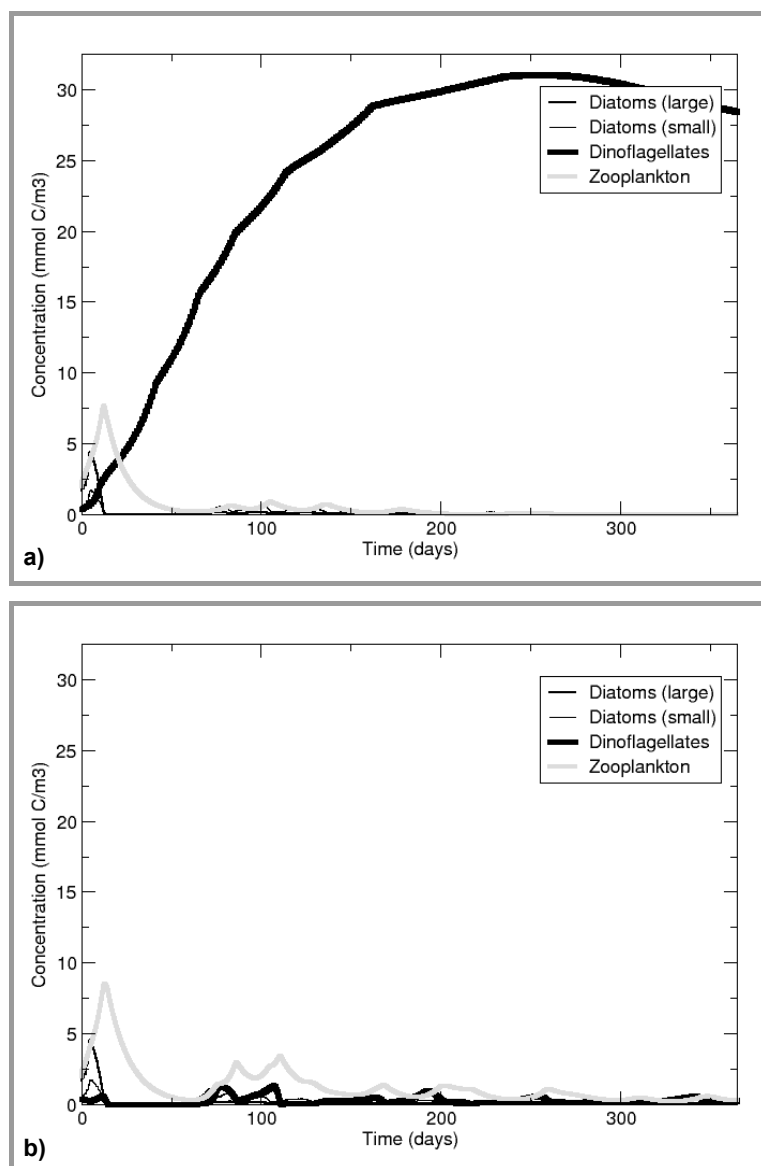 30
25
20
15
10
5
0
Concentration (mmol C/m3)
Diatoms (large)
Diatoms (small)
Dinoflagellates
Zooplankton
0 100 200 300
Time (days)
a)
30
25
20
15
10
5
0
Concentration (mmol C/m3)
Diatoms (large)
Diatoms (small)
Dinoflagellates
Zooplankton
0 100 200 300
Time (days)
b)